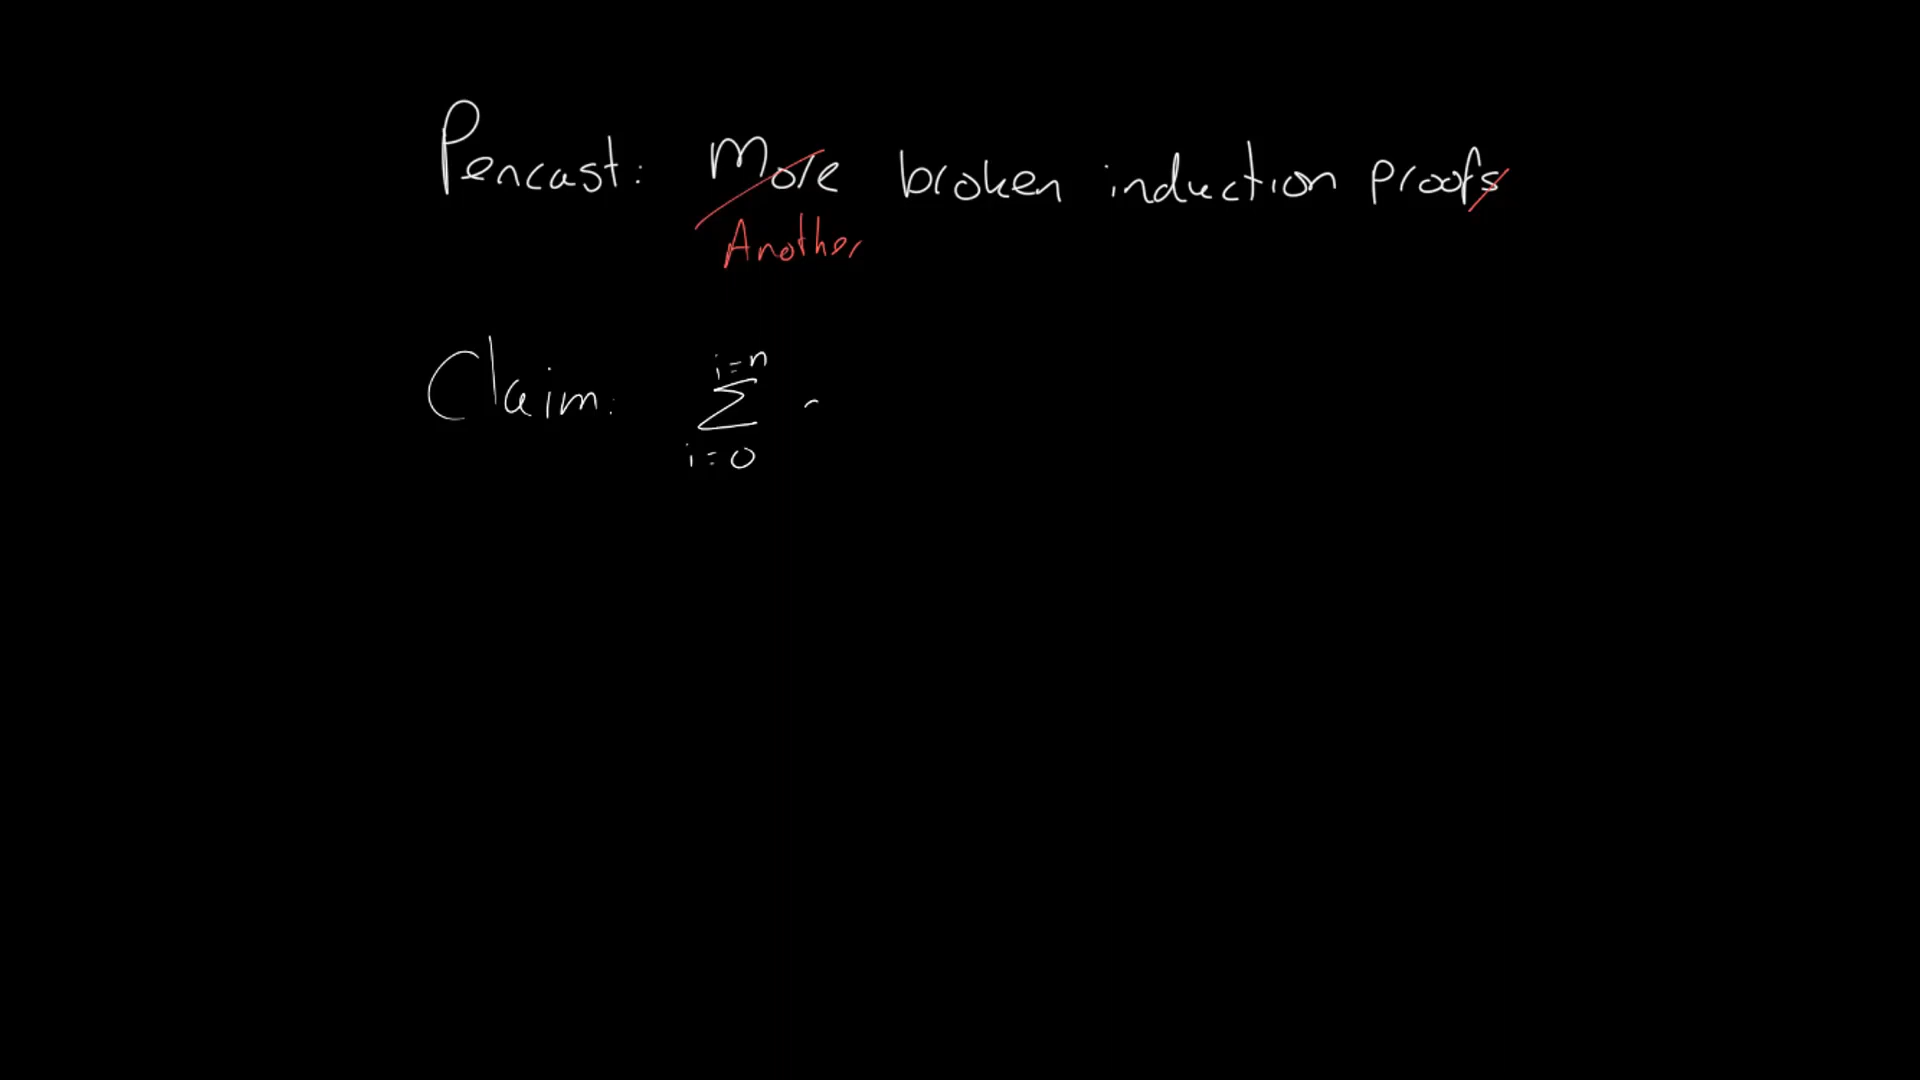 Pencast: More broken induction proofs
Another
Claim: i=n
∑
i=0